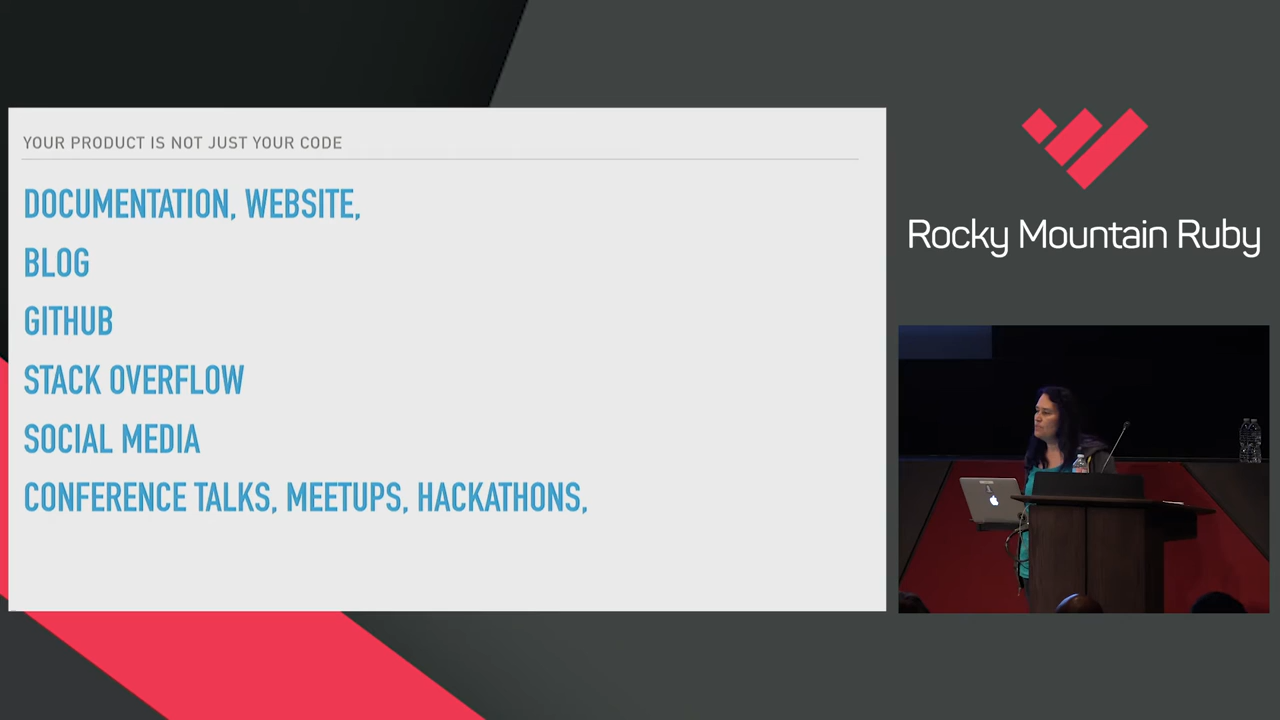 YOUR PRODUCT IS NOT JUST YOUR CODE
DOCUMENTATION, WEBSITE,
BLOG
GITHUB
STACK OVERFLOW
SOCIAL MEDIA
CONFERENCE TALKS, MEETUPS, HACKATHONS,
Rocky Mountain Ruby